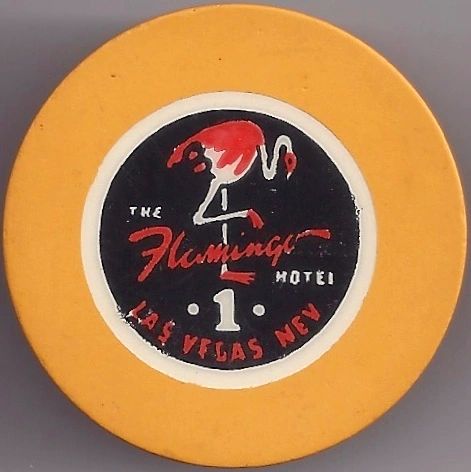 THE
Flamingo
HOTEL
· 1 ·
LAS VEGAS NEV